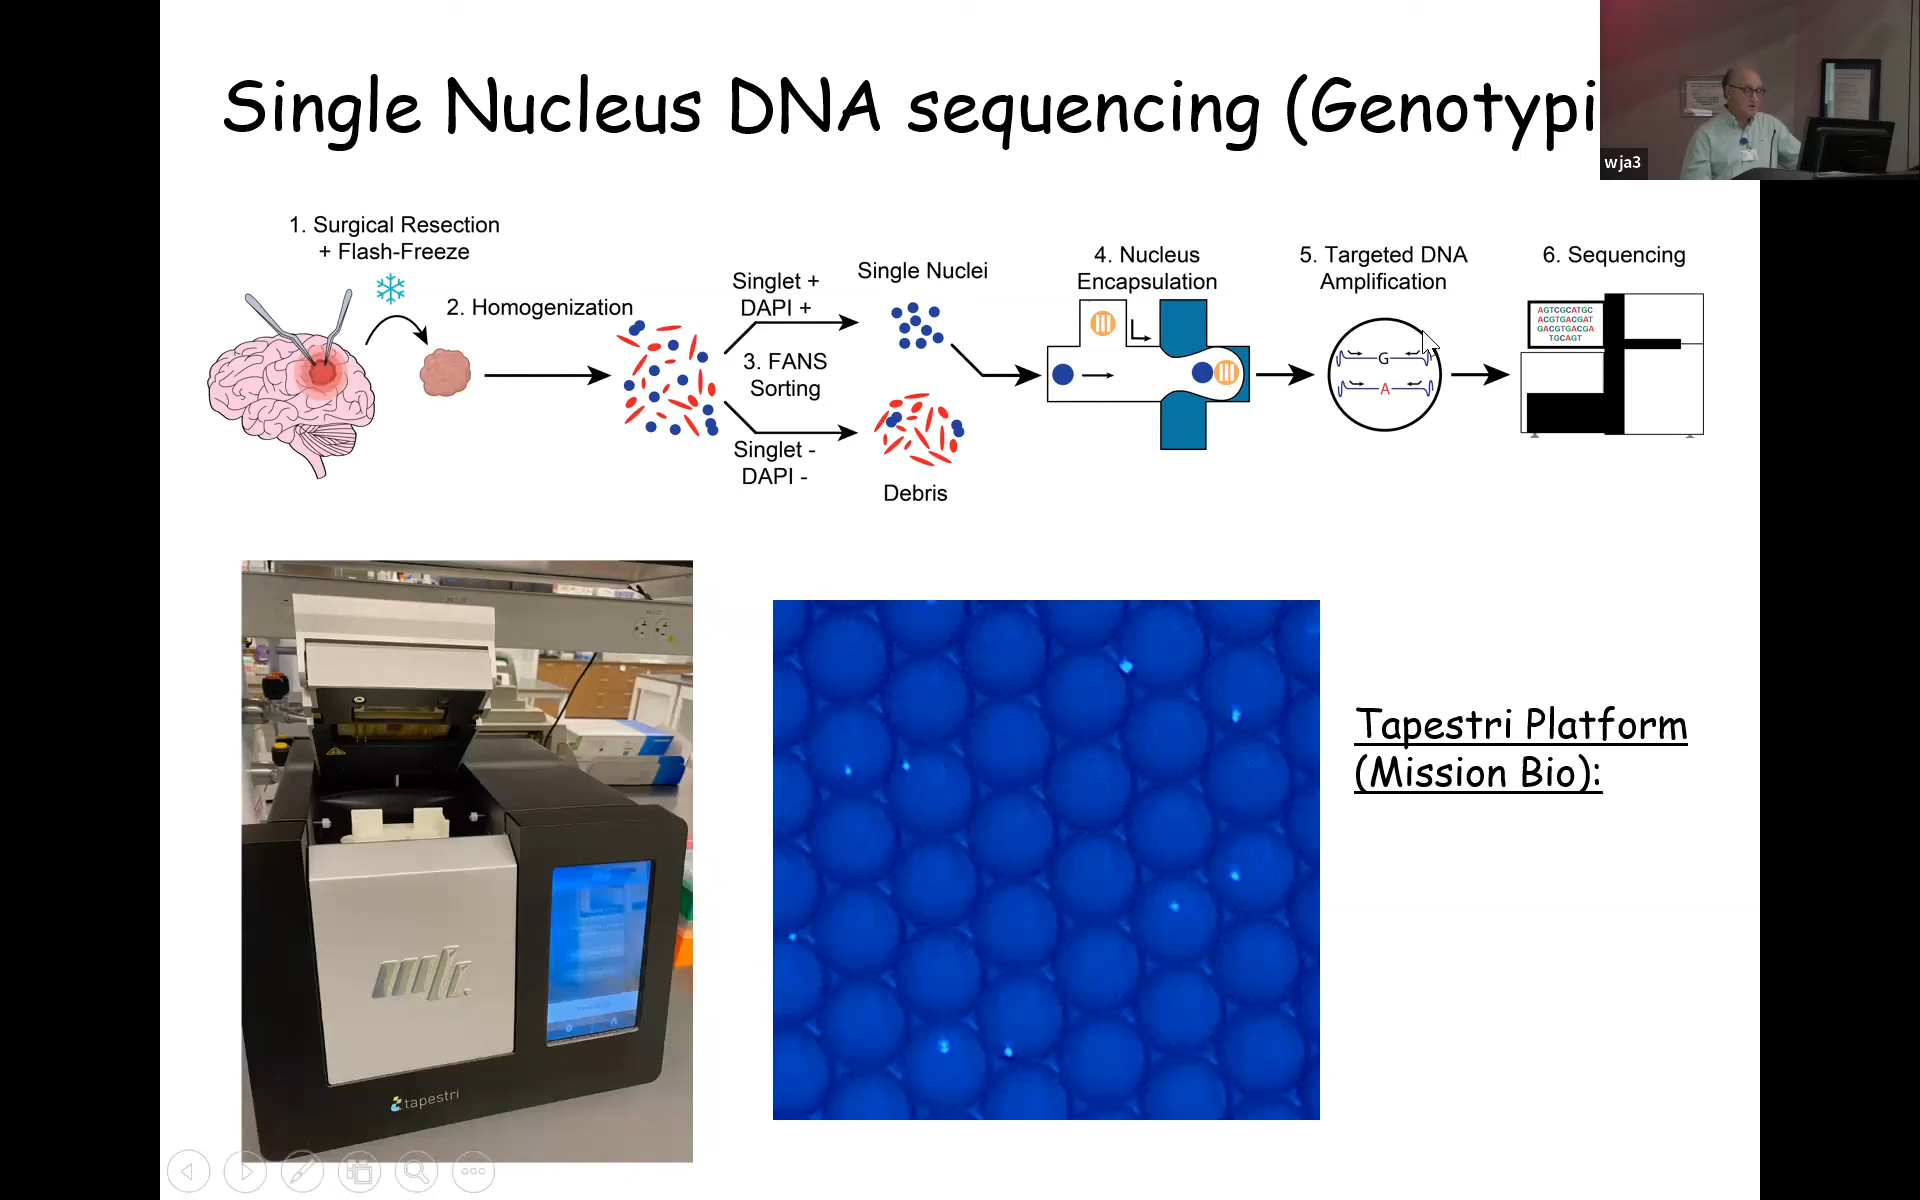 Single Nucleus DNA sequencing (Genotypi
wja3
1. Surgical Resection
+ Flash-Freeze
2. Homogenization
Singlet +
DAPI +
3. FANS
Sorting
Singlet -
DAPI -
Single Nuclei
Debris
4. Nucleus
Encapsulation
5. Targeted DNA
Amplification
G
A
6. Sequencing
AGTCGCATGC
ACGTGACGAT
GACGTGACGA
TGCAGT
tapestri
Tapestri Platform
(Mission Bio):